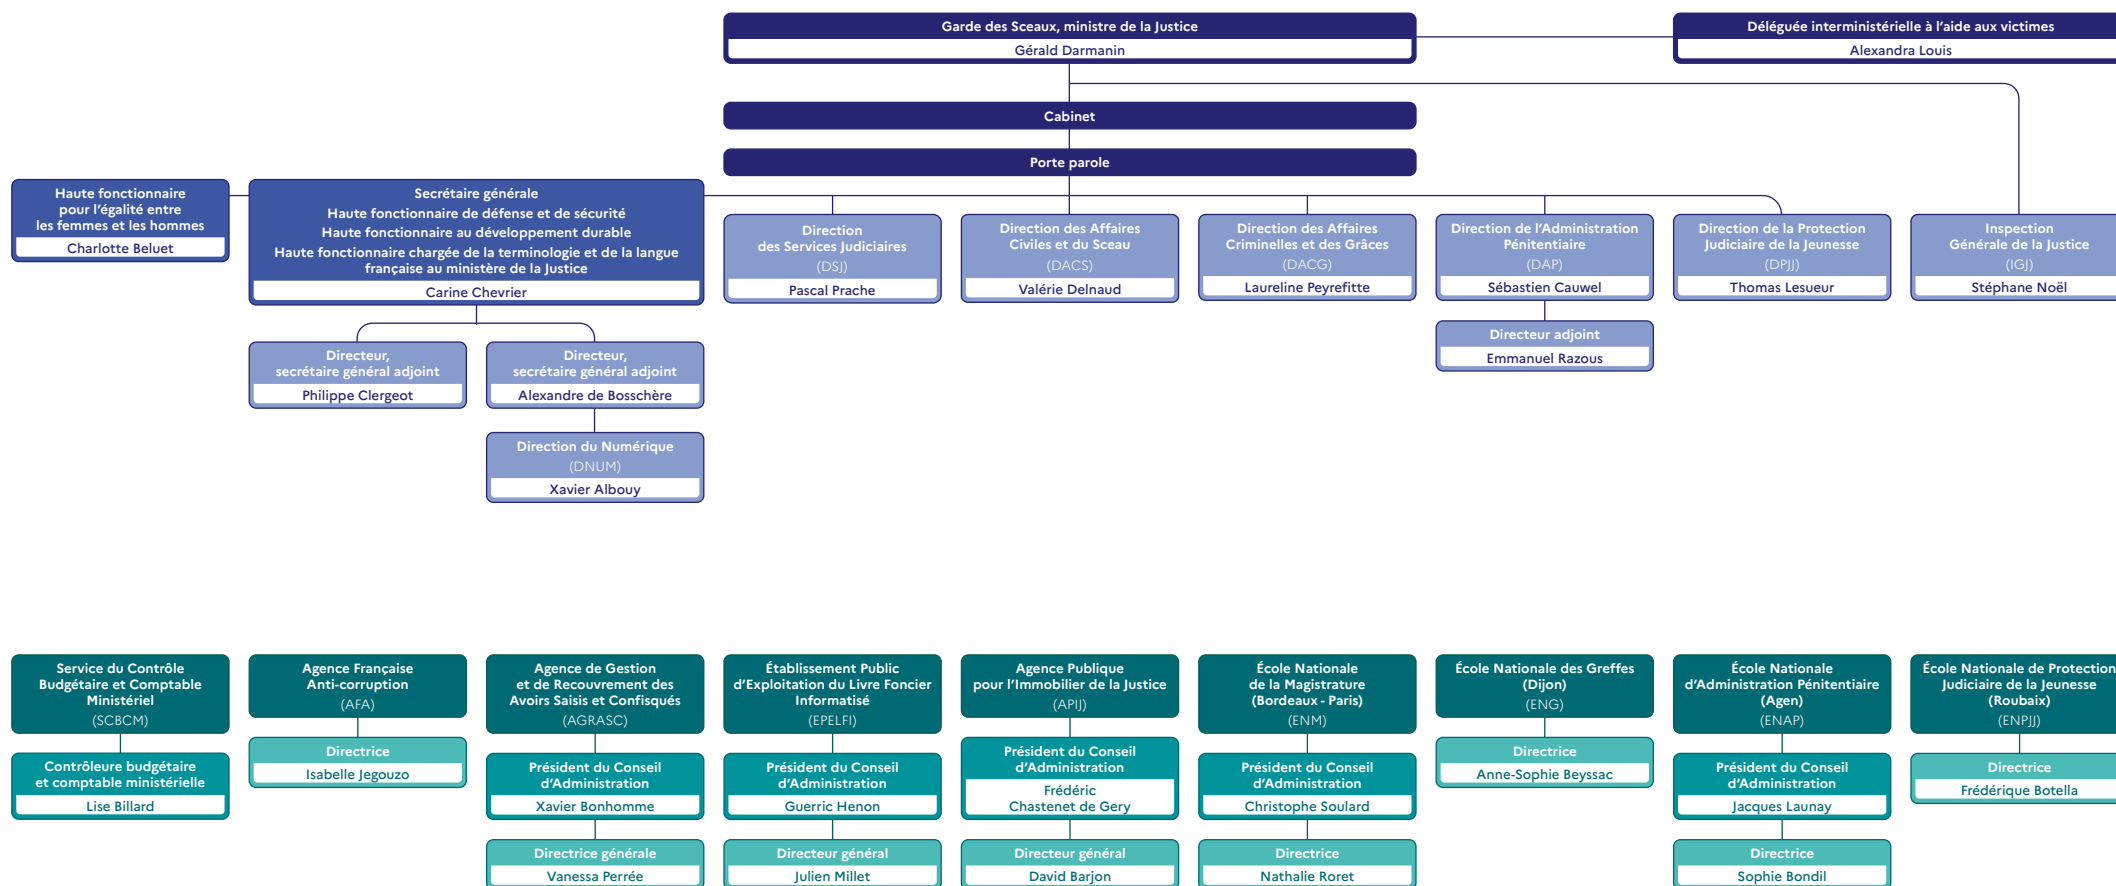 Garde des Sceaux, ministre de la Justice
Gérald Darmanin
Déléguée interministérielle à l'aide aux victimes
Alexandra Louis
Cabinet
Porte parole
Haute fonctionnaire
pour l'égalité entre
les femmes et les hommes
Charlotte Beluet
Secrétaire générale
Haute fonctionnaire de défense et de sécurité
Haute fonctionnaire au développement durable
Haute fonctionnaire chargée de la terminologie et de la langue
française au ministère de la Justice
Carine Chevrier
Direction
des Services Judiciaires
(DSJ)
Pascal Prache
Direction des Affaires
Civiles et du Sceau
(DACS)
Valérie Delnaud
Direction des Affaires
Criminelles et des Grâces
(DACG)
Laureline Peyrefitte
Direction de l'Administration
Pénitentiaire
(DAP)
Sébastien Cauwel
Direction de la Protection
Judiciaire de la Jeunesse
(DPJJ)
Thomas Lesueur
Inspection
Générale de la Justice
(IGJ)
Stéphane Noël
Directeur adjoint
Emmanuel Razous
Directeur,
secrétaire général adjoint
Philippe Clergeot
Directeur,
secrétaire général adjoint
Alexandre de Bosschère
Direction du Numérique
(DNUM)
Xavier Albouy
Service du Contrôle
Budgétaire et Comptable
Ministériel
(SCBCM)
Contrôleure budgétaire
et comptable ministérielle
Lise Billard
Agence Française
Anti-corruption
(AFA)
Directrice
Isabelle Jegouzo
Agence de Gestion
et de Recouvrement des
Avoirs Saisis et Confisqués
(AGRASC)
Président du Conseil
d'Administration
Xavier Bonhomme
Directrice générale
Vanessa Perrée
Établissement Public
d'Exploitation du Livre Foncier
Informatisé
(EPELFI)
Président du Conseil
d'Administration
Guerric Henon
Directeur général
Julien Millet
Agence Publique
pour l'Immobilier de la Justice
(APIJ)
Président du Conseil
d'Administration
Frédéric
Chastenet de Gery
Directeur général
David Barjon
École Nationale
de la Magistrature
(Bordeaux - Paris)
(ENM)
Président du Conseil
d'Administration
Christophe Soulard
Directrice
Nathalie Roret
École Nationale des Greffes
(Dijon)
(ENG)
Directrice
Anne-Sophie Beyssac
École Nationale
d'Administration Pénitentiaire
(Agen)
(ENAP)
Président du Conseil
d'Administration
Jacques Launay
Directrice
Sophie Bondil
École Nationale de Protection
Judiciaire de la Jeunesse
(Roubaix)
(ENPJJ)
Directrice
Frédérique Botella